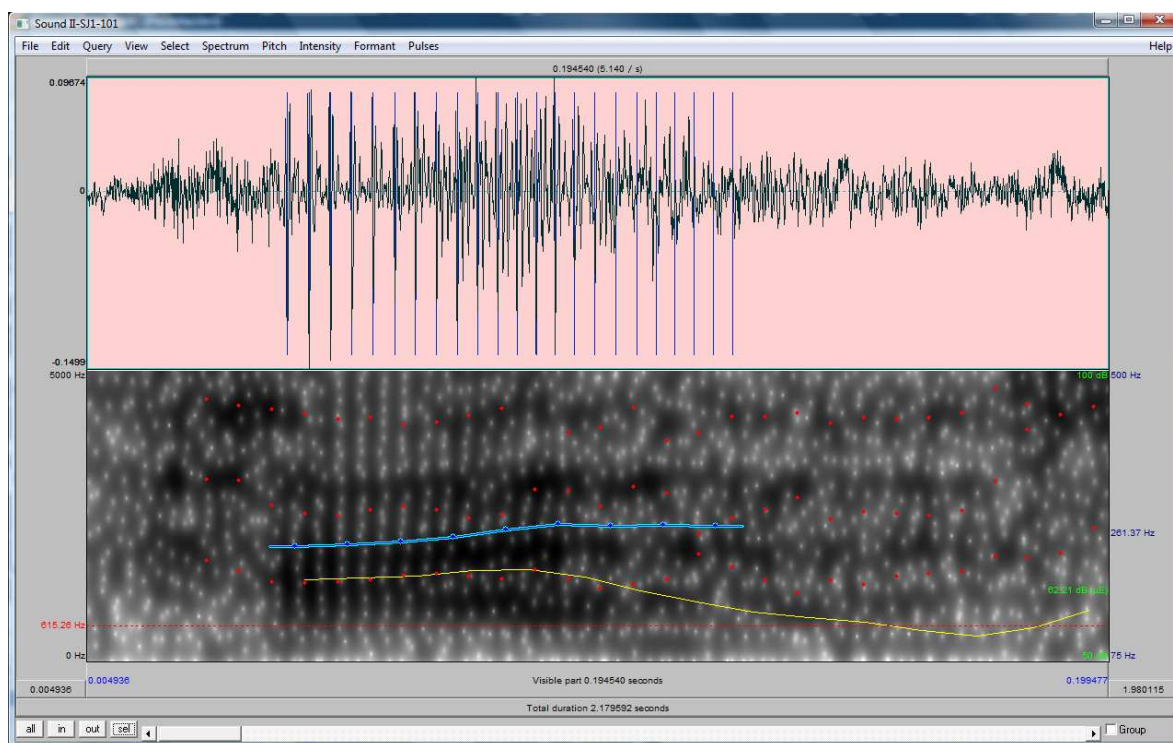 Sound II-SJ1-101
File Edit Query View Select Spectrum Pitch Intensity Formant Pulses Help
0.194540 (5.140 / s)
0.09674
0
-0.1499
5000 Hz 100 dB 500 Hz
261.37 Hz
615.26 Hz
0 Hz 75 Hz
0.004936 0.004936 Visible part 0.194540 seconds 0.199477 1.980115
Total duration 2.179592 seconds
all in out sel Group